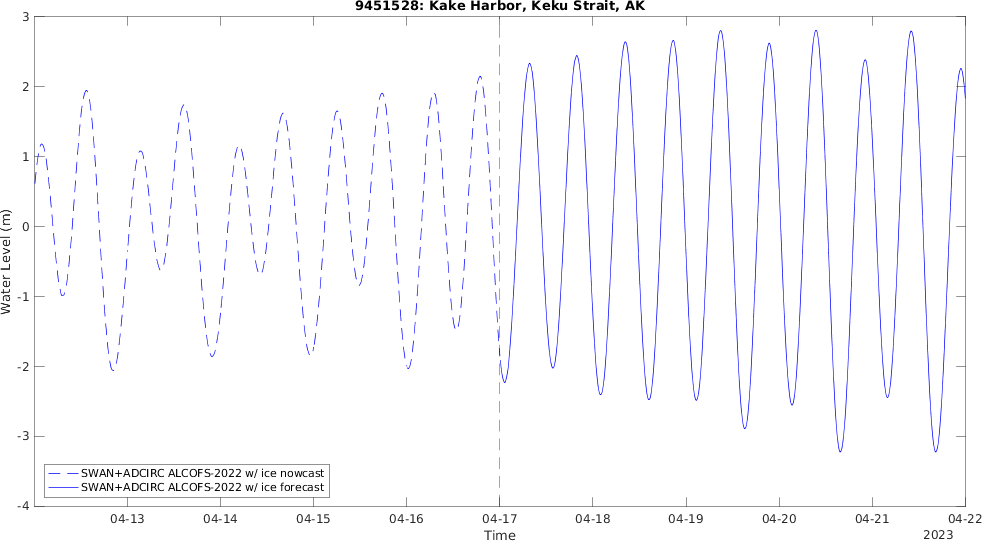 9451528: Kake Harbor, Keku Strait, AK
3
2
1
0
-1
-2
-3
-4
Water Level (m)
SWAN+ADCIRC ALCOFS-2022 w/ ice nowcast
SWAN+ADCIRC ALCOFS-2022 w/ ice forecast
04-13 04-14 04-15 04-16 04-17 04-18 04-19 04-20 04-21 04-22
Time
2023